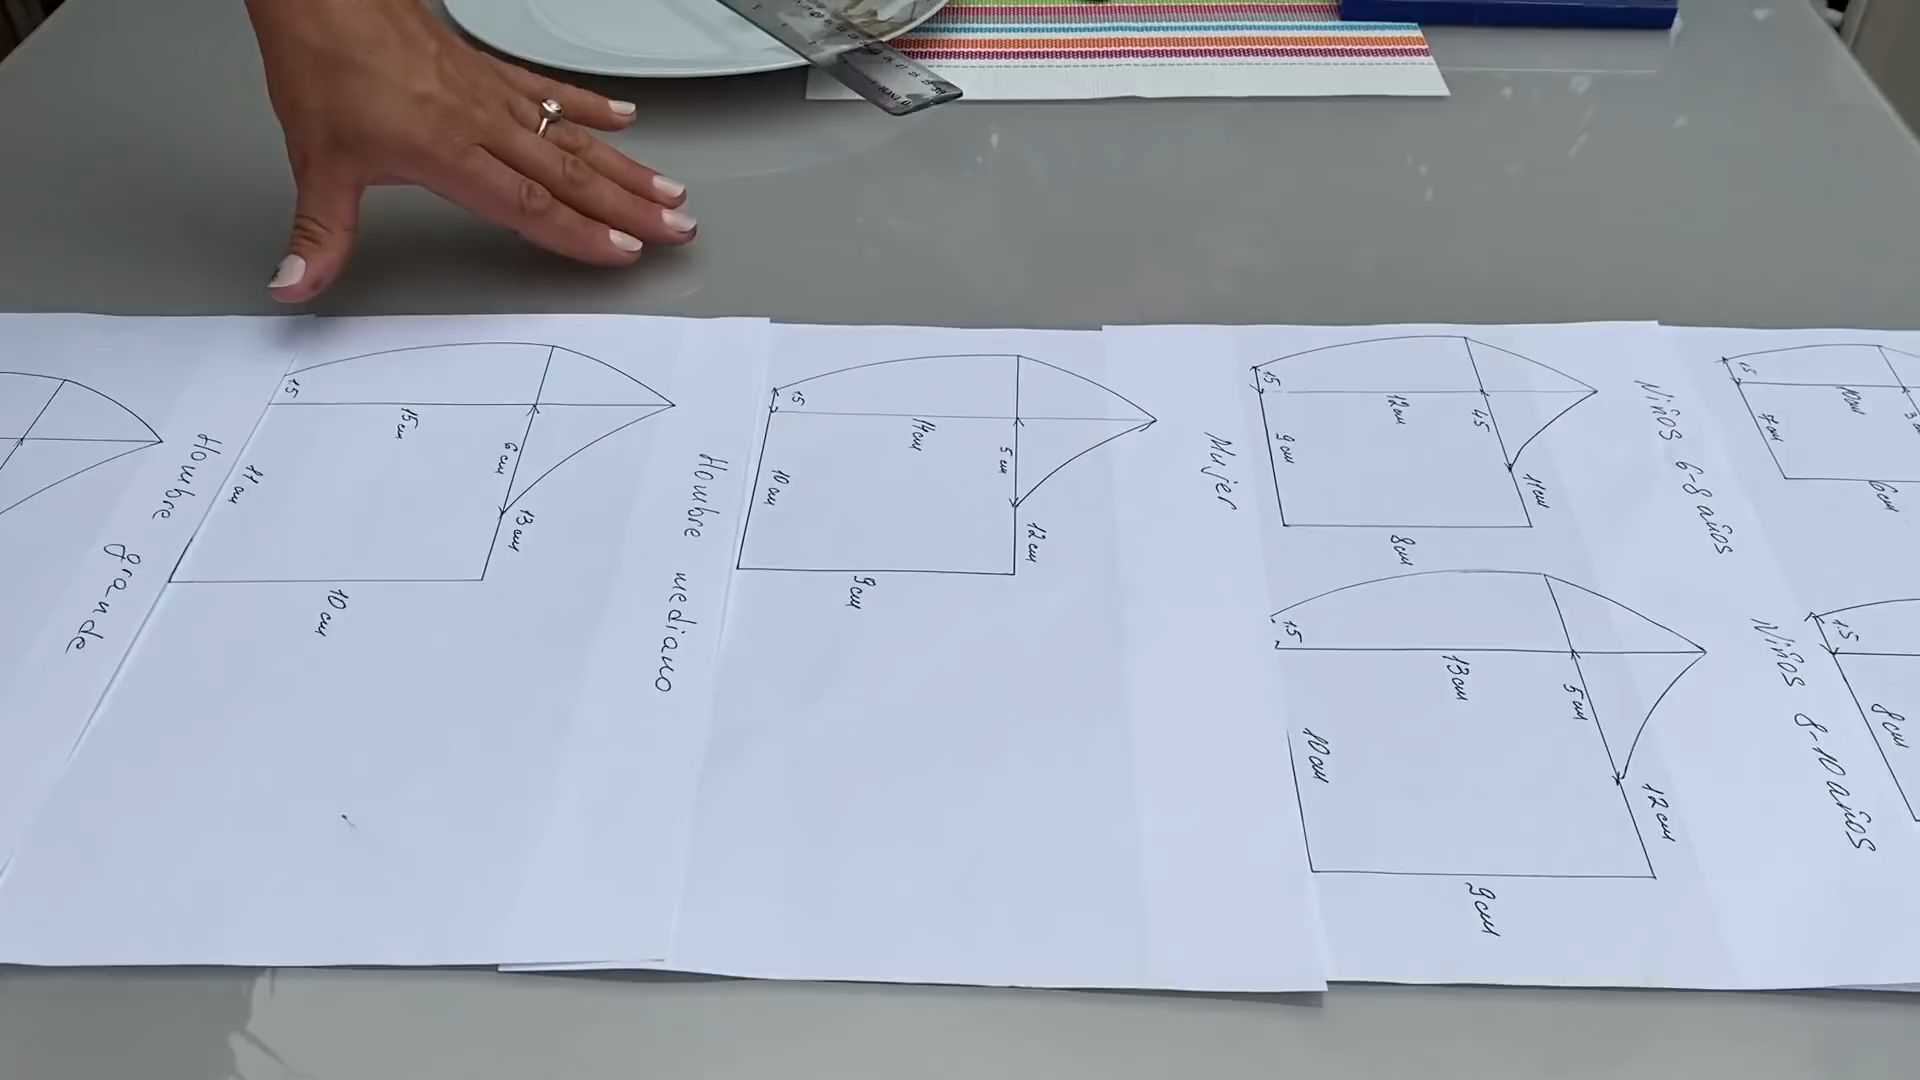 Hombre grande
1.5
15см
6см
11см
13см
10см
Hombre mediano
1.5
14см
5см
10см
12см
9см
Mujer
1.5
12см
4.5
9см
11см
8см
Niños 6-8 años
1.5
13см
5см
10см
12см
9см
Niños 8-10 años
1.5
10см
3
7см
6см
1.5
8см